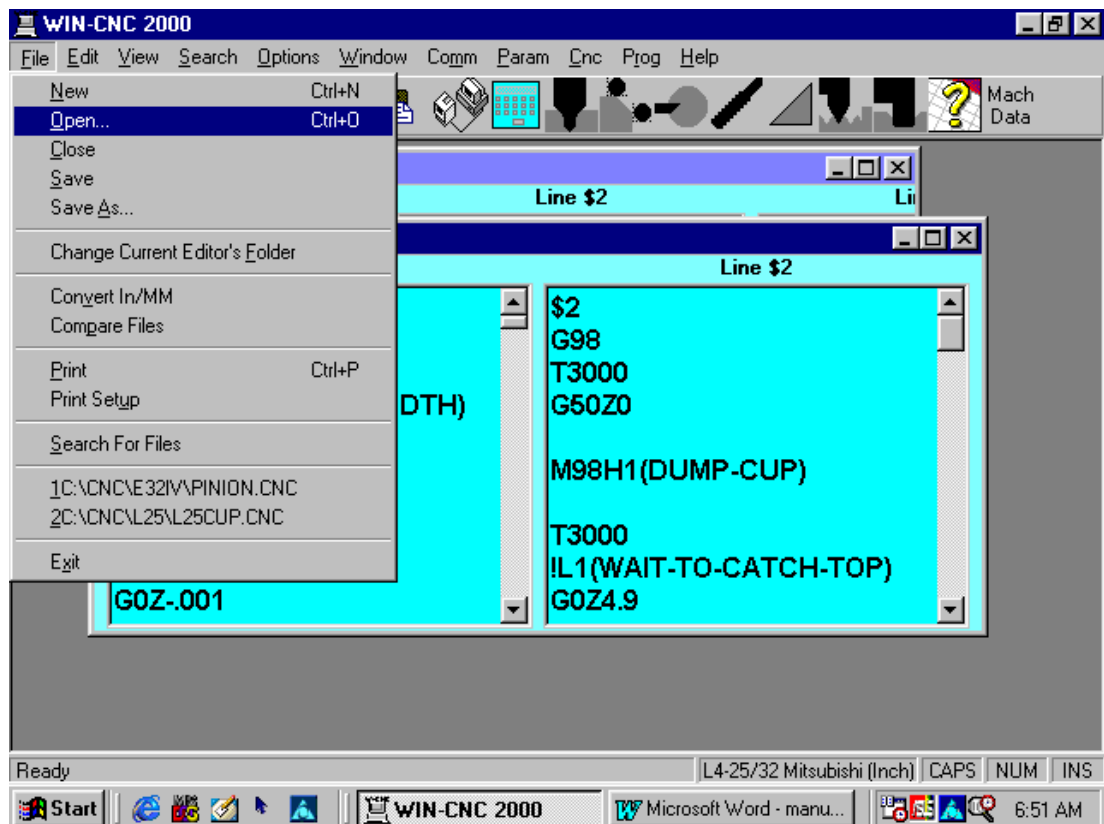 WIN-CNC 2000
File Edit View Search Options Window Comm Param Cnc Prog Help
Mach
Data
New Ctrl+N
Open... Ctrl+O
Close
Save
Save As...
Change Current Editor's Folder
Convert In/MM
Compare Files
Print Ctrl+P
Print Setup
Search For Files
1C:\CNC\E32IV\PINION.CNC
2C:\CNC\L25\L25CUP.CNC
Exit
Line $2
Line $2
DTH)
G0Z-.001
$2
G98
T3000
G50Z0
M98H1(DUMP-CUP)
T3000
!L1(WAIT-TO-CATCH-TOP)
G0Z4.9
Ready L4-25/32 Mitsubishi (Inch) CAPS NUM INS
Start WIN-CNC 2000 Microsoft Word - manu... 6:51 AM